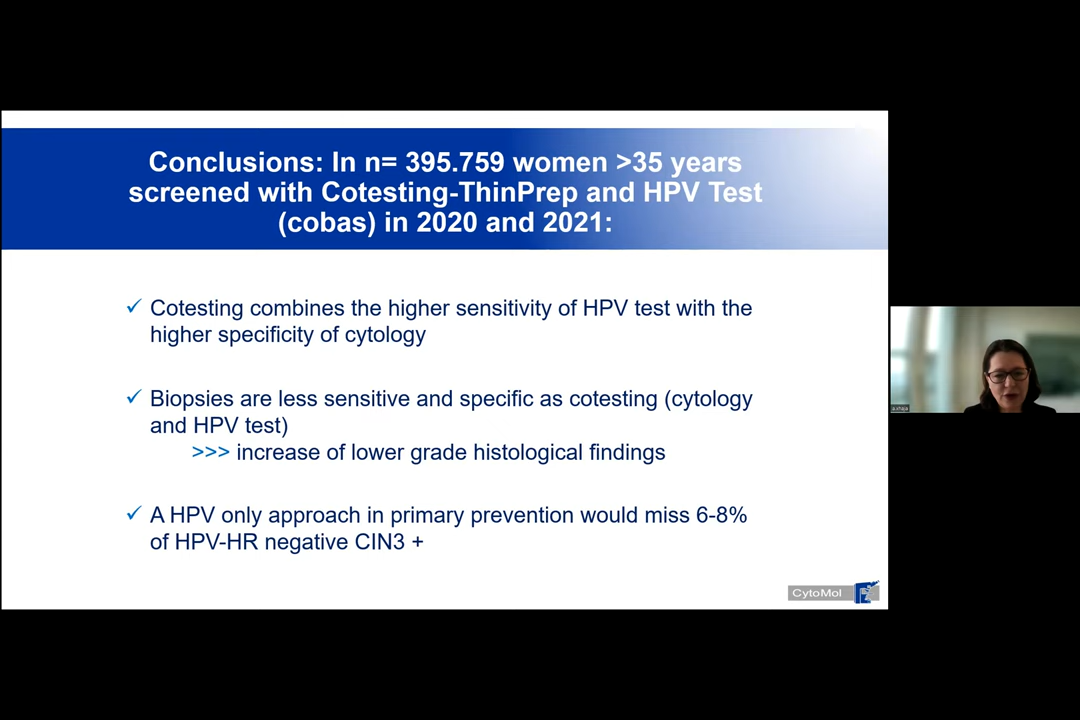 Conclusions: In n= 395.759 women >35 years
screened with Cotesting-ThinPrep and HPV Test
(cobas) in 2020 and 2021:
✓ Cotesting combines the higher sensitivity of HPV test with the
higher specificity of cytology
✓ Biopsies are less sensitive and specific as cotesting (cytology
and HPV test)
>>> increase of lower grade histological findings
✓ A HPV only approach in primary prevention would miss 6-8%
of HPV-HR negative CIN3 +
CytoMol